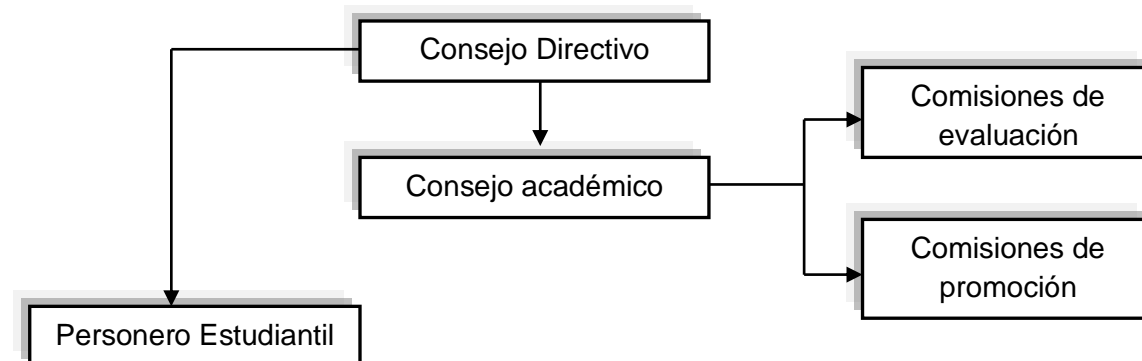 Consejo Directivo
Comisiones de
evaluación
Consejo académico
Comisiones de
promoción
Personero Estudiantil